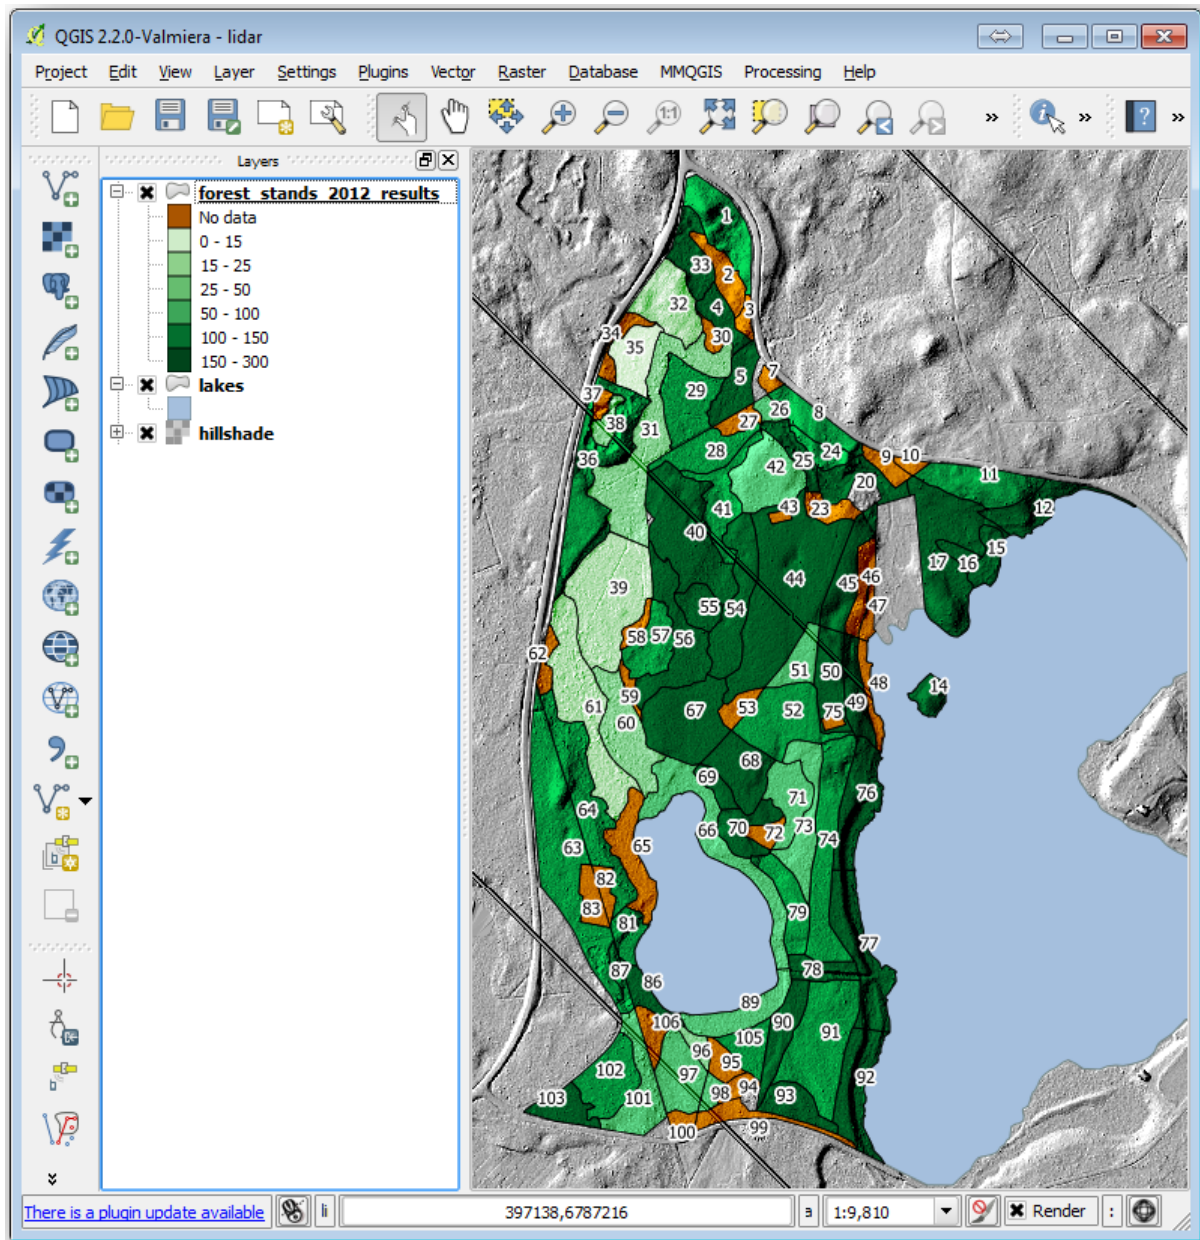 QGIS 2.2.0-Valmiera - lidar
Project Edit View Layer Settings Plugins Vector Raster Database MMQGIS Processing Help
1:1 » i » ? »
Layers
forest_stands_2012_results
No data
0 - 15
15 - 25
25 - 50
50 - 100
100 - 150
150 - 300
lakes
hillshade
1
33 2
32 4 3
34 35 30
29 5 7
37 38 31 27 26 8
36 28 42 25 24 9 10
20 11
41 43 23 12
40
44 45 46 17 16 15
39 55 54 47
58 57 56
62 51 50 48 14
59 61 60 67 53 52 75 49
69 68
64 71 76
63 65 66 70 72 73 74
82
83 81 79
77
87 86 78
89
106 105 90 91
102 96 95
97 92
103 101 98 94 93
100 99
There is a plugin update available li 397138,6787216 a 1:9,810 Render :